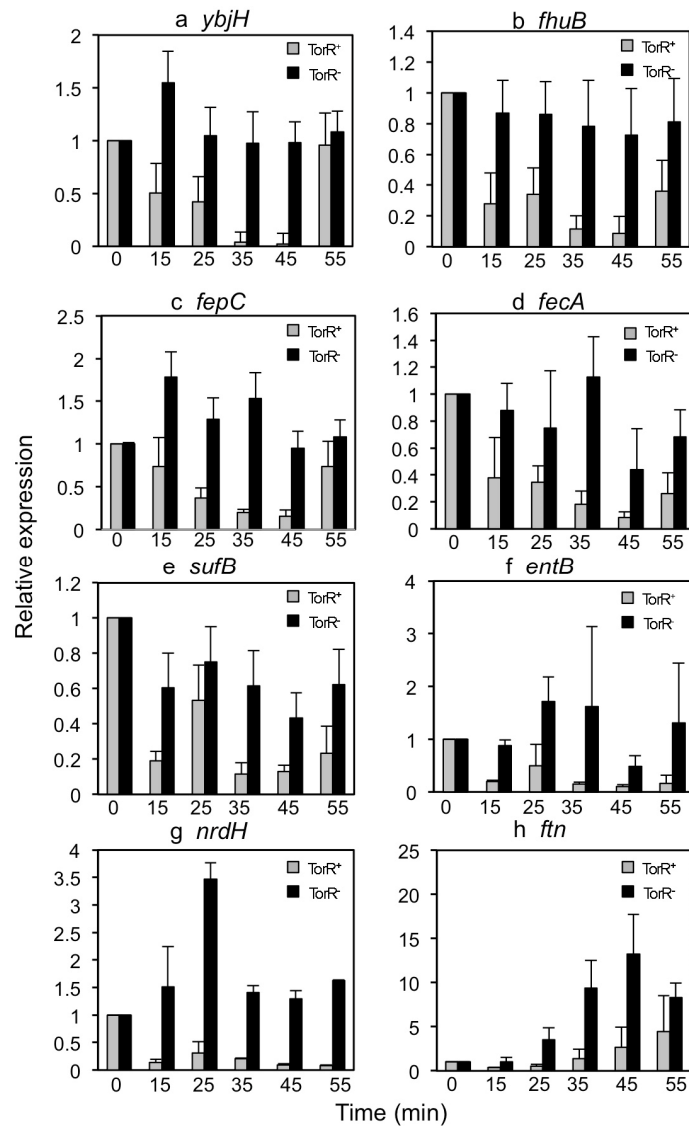 a ybjH
2
1.5
1
0.5
0
TorR⁺
TorR⁻
0 15 25 35 45 55
b fhuB
1.4
1.2
1
0.8
0.6
0.4
0.2
0
TorR⁺
TorR⁻
0 15 25 35 45 55
c fepC
2.5
2
1.5
1
0.5
0
TorR⁺
TorR⁻
0 15 25 35 45 55
d fecA
1.6
1.4
1.2
1
0.8
0.6
0.4
0.2
0
TorR⁺
TorR⁻
0 15 25 35 45 55
Relative expression
e sufB
1.2
1
0.8
0.6
0.4
0.2
0
TorR⁺
TorR⁻
0 15 25 35 45 55
f entB
4
3
2
1
0
TorR⁺
TorR⁻
0 15 25 35 45 55
g nrdH
4
3.5
3
2.5
2
1.5
1
0.5
0
TorR⁺
TorR⁻
0 15 25 35 45 55
h ftn
25
20
15
10
5
0
TorR⁺
TorR⁻
0 15 25 35 45 55
Time (min)